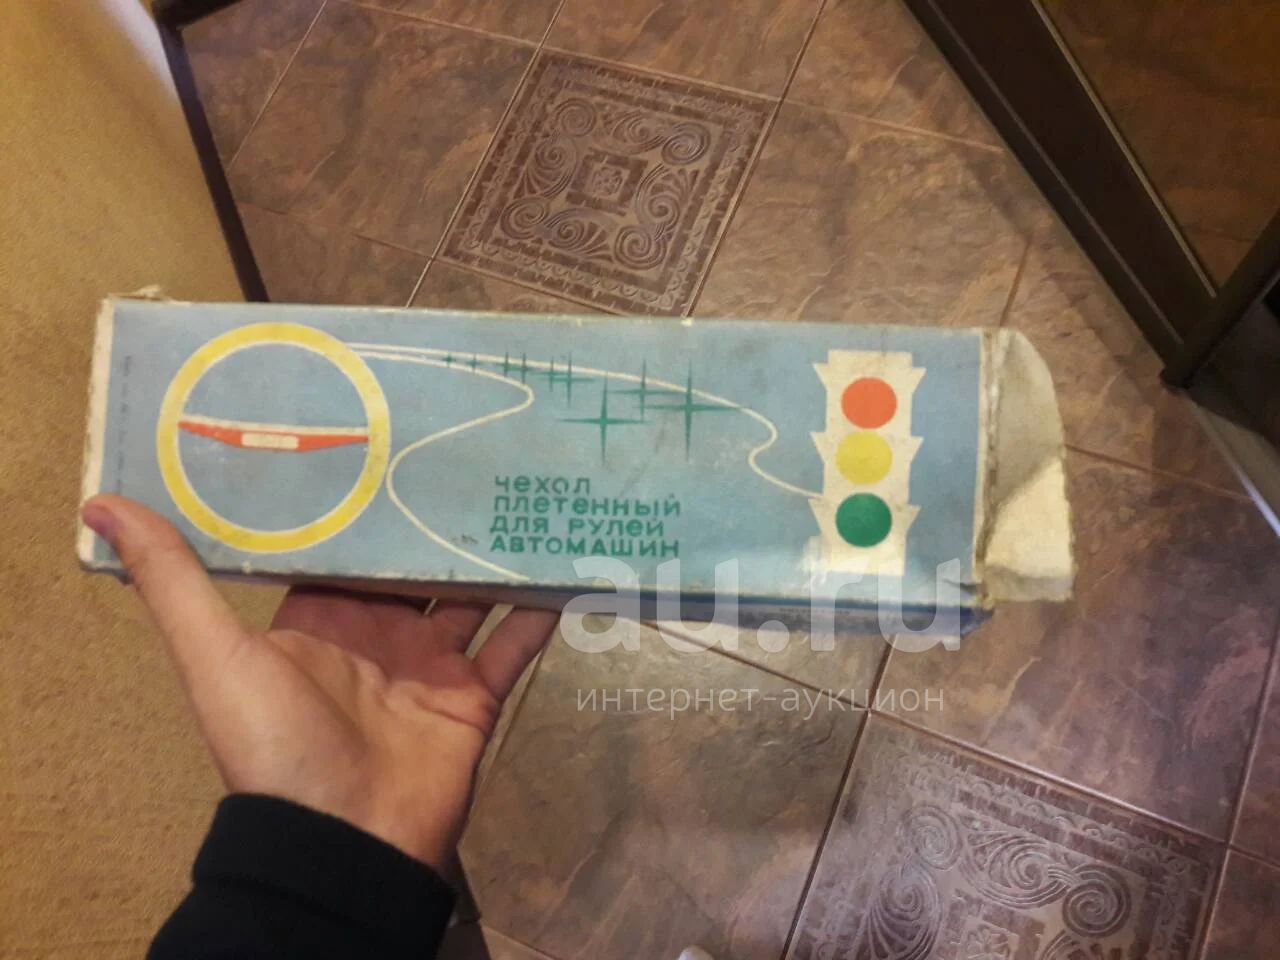 чехол
плетенный
для рулей
автомашин
au.ru
интернет-аукцион